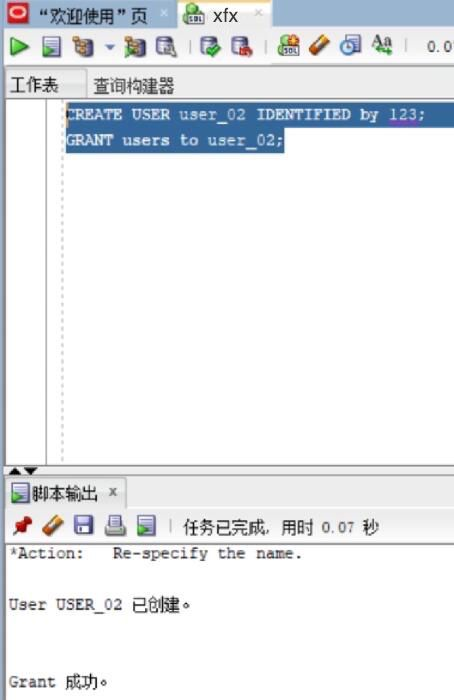 “欢迎使用”页 xfx
0.0
工作表 查询构建器
CREATE USER user_02 IDENTIFIED by 123;
GRANT users to user_02;
脚本输出 x
任务已完成, 用时 0.07 秒
*Action: Re-specify the name.
User USER_02 已创建。
Grant 成功。